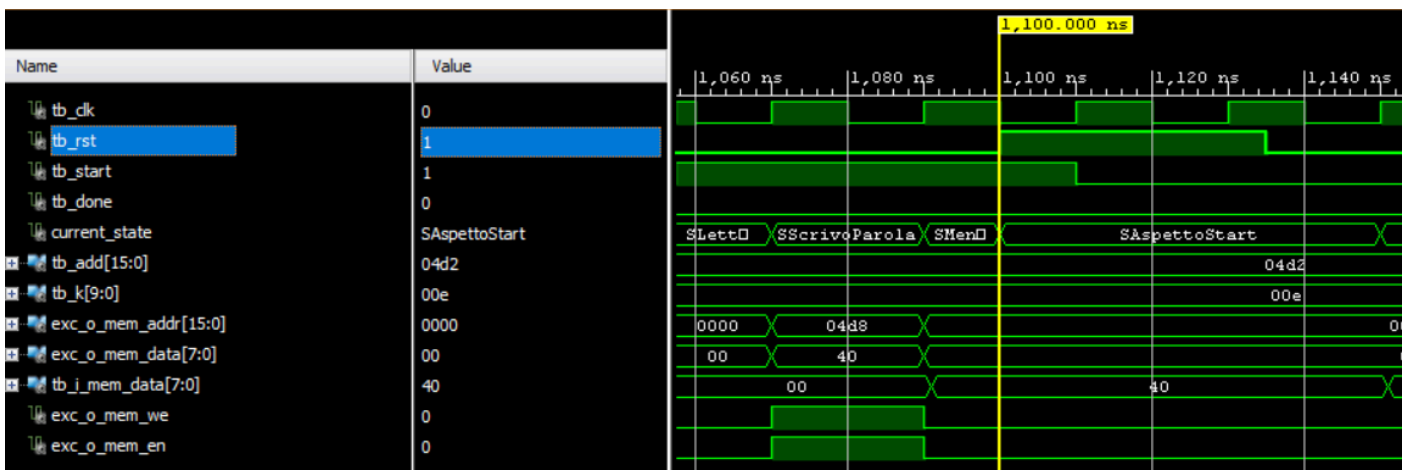 1,100.000 ns
Name Value
1,060 ns 1,080 ns 1,100 ns 1,120 ns 1,140 ns
tb_clk 0
tb_rst 1
tb_start 1
tb_done 0
current_state SAspettoStart SLett SScrivoParola SMen SAspettoStart
tb_add[15:0] 04d2 04d2
tb_k[9:0] 00e 00e
exc_o_mem_addr[15:0] 0000 0000 04d8
exc_o_mem_data[7:0] 00 00 40
tb_i_mem_data[7:0] 40 00 40
exc_o_mem_we 0
exc_o_mem_en 0